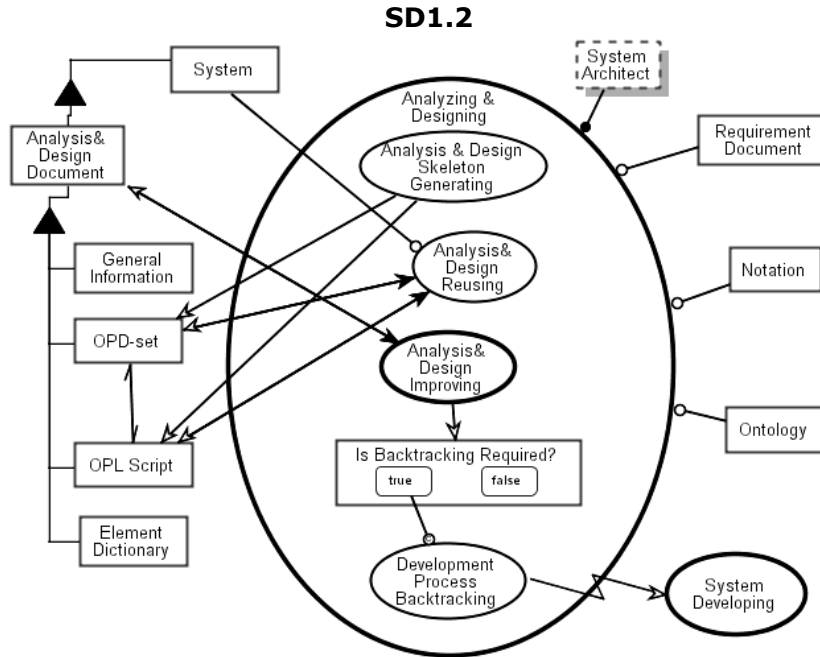 SD1.2
System
System
Architect
Analyzing &
Designing
Requirement
Document
Analysis&
Design
Document
Analysis & Design
Skeleton
Generating
General
Information
Analysis&
Design
Reusing
Notation
OPD-set
Analysis&
Design
Improving
OPL Script
Is Backtracking Required?
true
false
Ontology
Element
Dictionary
Development
Process
Backtracking
System
Developing